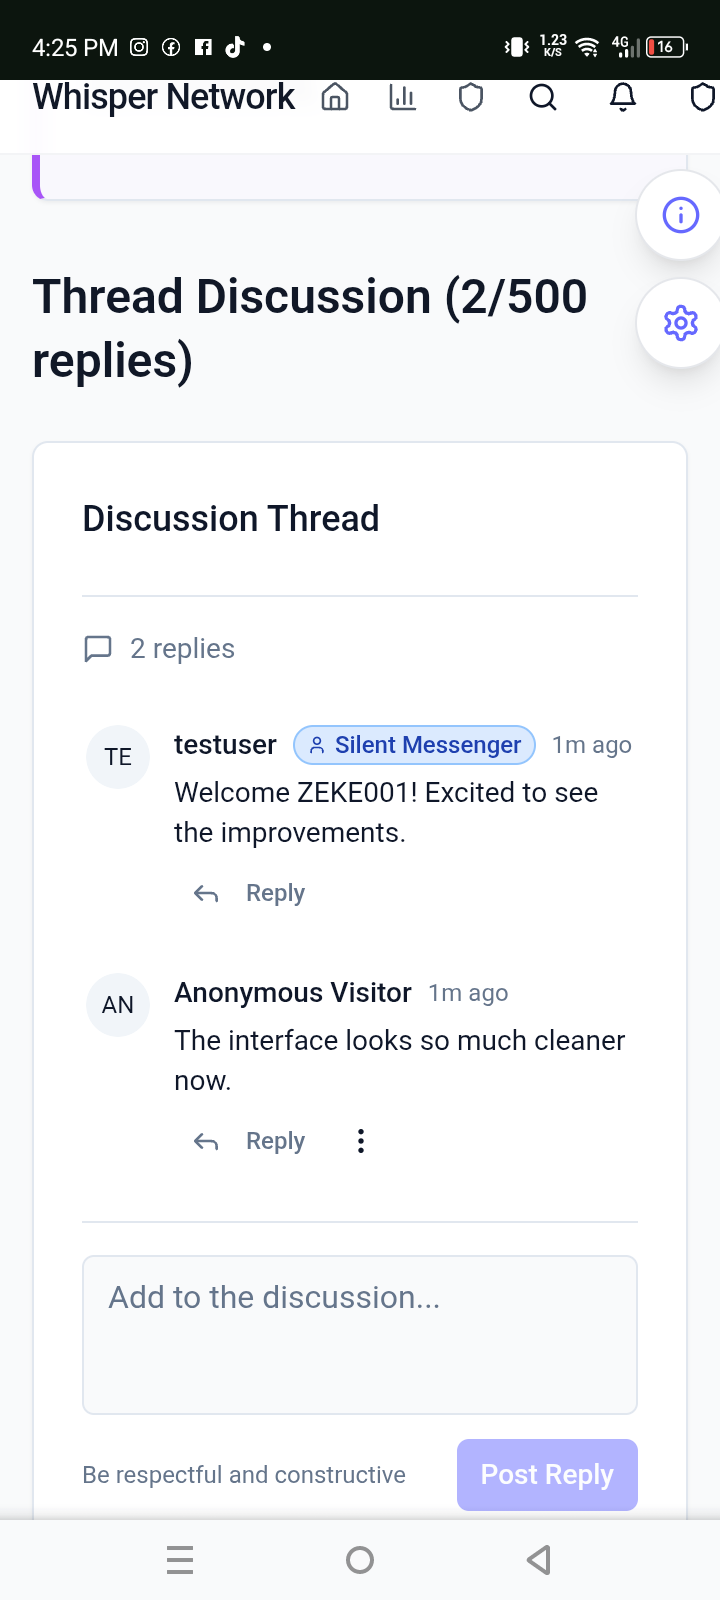 4:25 PM
1.23
K/S
4G
16
Whisper Network
Thread Discussion (2/500
replies)
Discussion Thread
2 replies
TE
testuser Silent Messenger 1m ago
Welcome ZEKE001! Excited to see
the improvements.
Reply
AN
Anonymous Visitor 1m ago
The interface looks so much cleaner
now.
Reply
Add to the discussion...
Be respectful and constructive
Post Reply